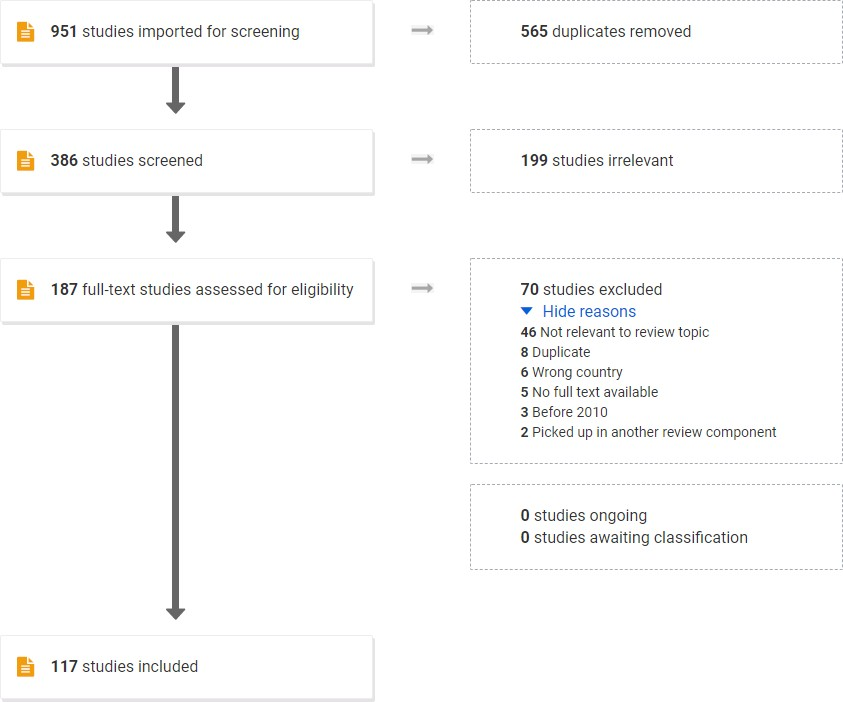 951 studies imported for screening
565 duplicates removed
386 studies screened
199 studies irrelevant
187 full-text studies assessed for eligibility
70 studies excluded
Hide reasons
46 Not relevant to review topic
8 Duplicate
6 Wrong country
5 No full text available
3 Before 2010
2 Picked up in another review component
0 studies ongoing
0 studies awaiting classification
117 studies included